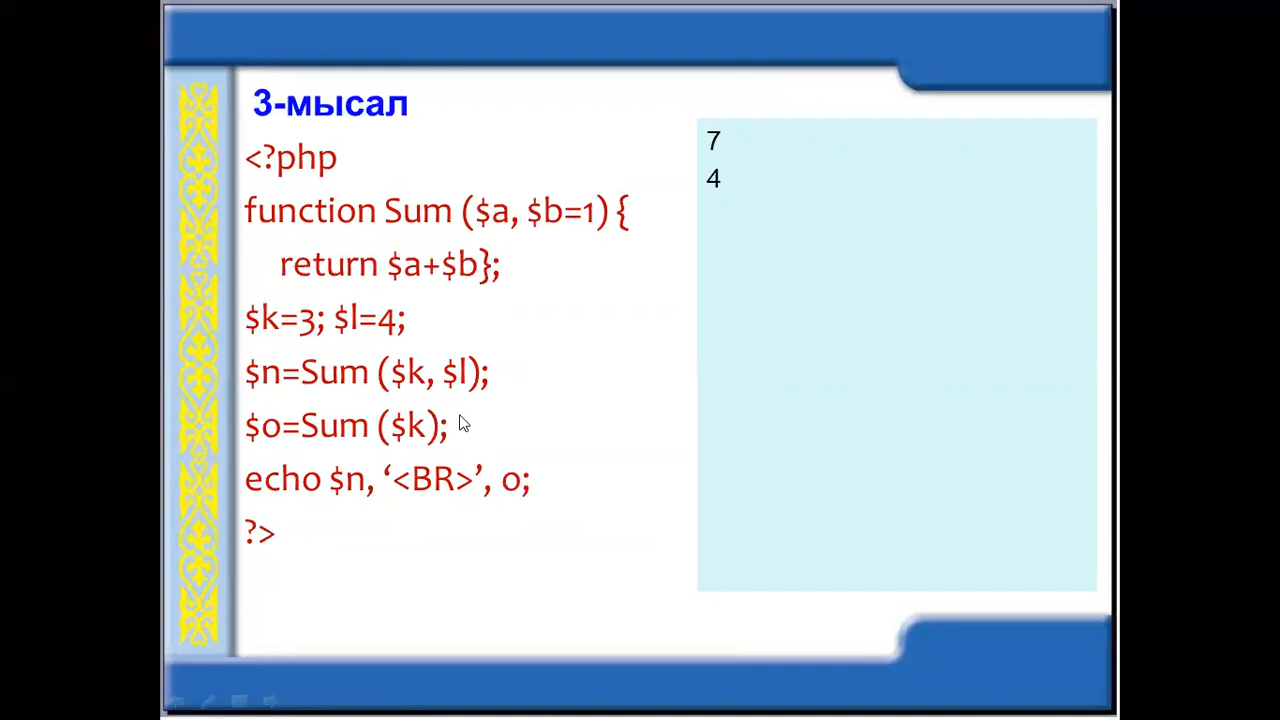 3-мысал
<?php
function Sum ($a, $b=1) {
return $a+$b};
$k=3; $l=4;
$n=Sum ($k, $l);
$o=Sum ($k);
echo $n, ‘<BR>’, o;
?>
7
4